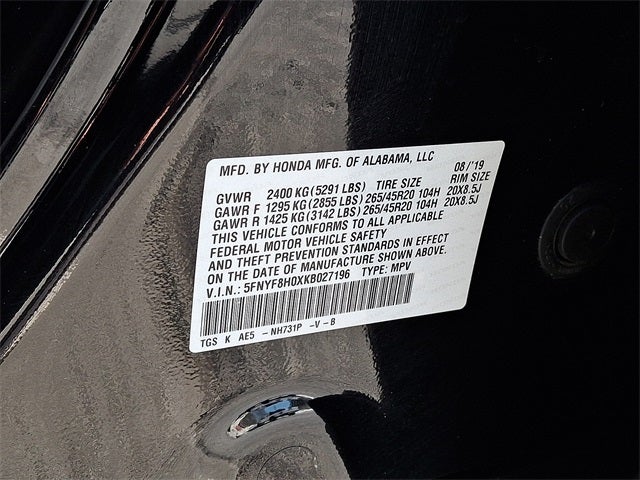 MFD. BY HONDA MFG. OF ALABAMA, LLC 08/'19
GVWR 2400 KG(5291 LBS) TIRE SIZE RIM SIZE
GAWR F 1295 KG(2855 LBS) 265/45R20 104H 20X8.5J
GAWR R 1425 KG(3142 LBS) 265/45R20 104H 20X8.5J
THIS VEHICLE CONFORMS TO ALL APPLICABLE
FEDERAL MOTOR VEHICLE SAFETY
AND THEFT PREVENTION STANDARDS IN EFFECT
ON THE DATE OF MANUFACTURE SHOWN ABOVE.
V.I.N.: 5FNYF8H0XKB027196 TYPE: MPV
TGS K AE5 -NH731P -V-B